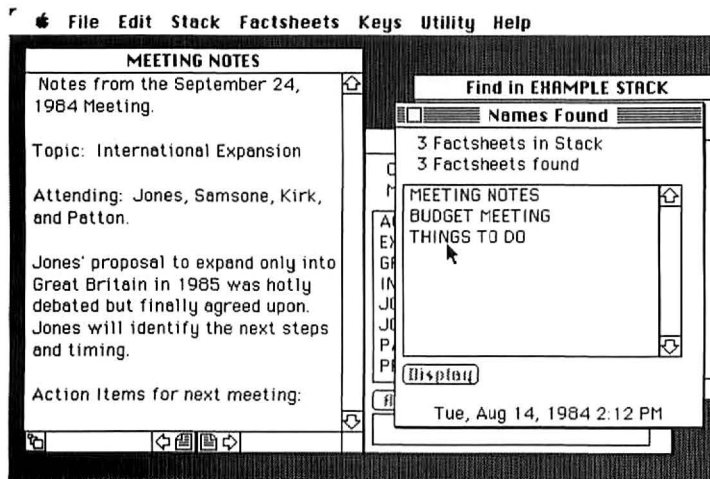 File Edit Stack Factsheets Keys Utility Help
MEETING NOTES
Notes from the September 24,
1984 Meeting.
Topic: International Expansion
Attending: Jones, Samsone, Kirk,
and Patton.
Jones' proposal to expand only into
Great Britain in 1985 was hotly
debated but finally agreed upon.
Jones will identify the next steps
and timing.
Action Items for next meeting:
Find in EXAMPLE STACK
Names Found
3 Factsheets in Stack
3 Factsheets found
MEETING NOTES
BUDGET MEETING
THINGS TO DO
Display
Tue, Aug 14, 1984 2:12 PM